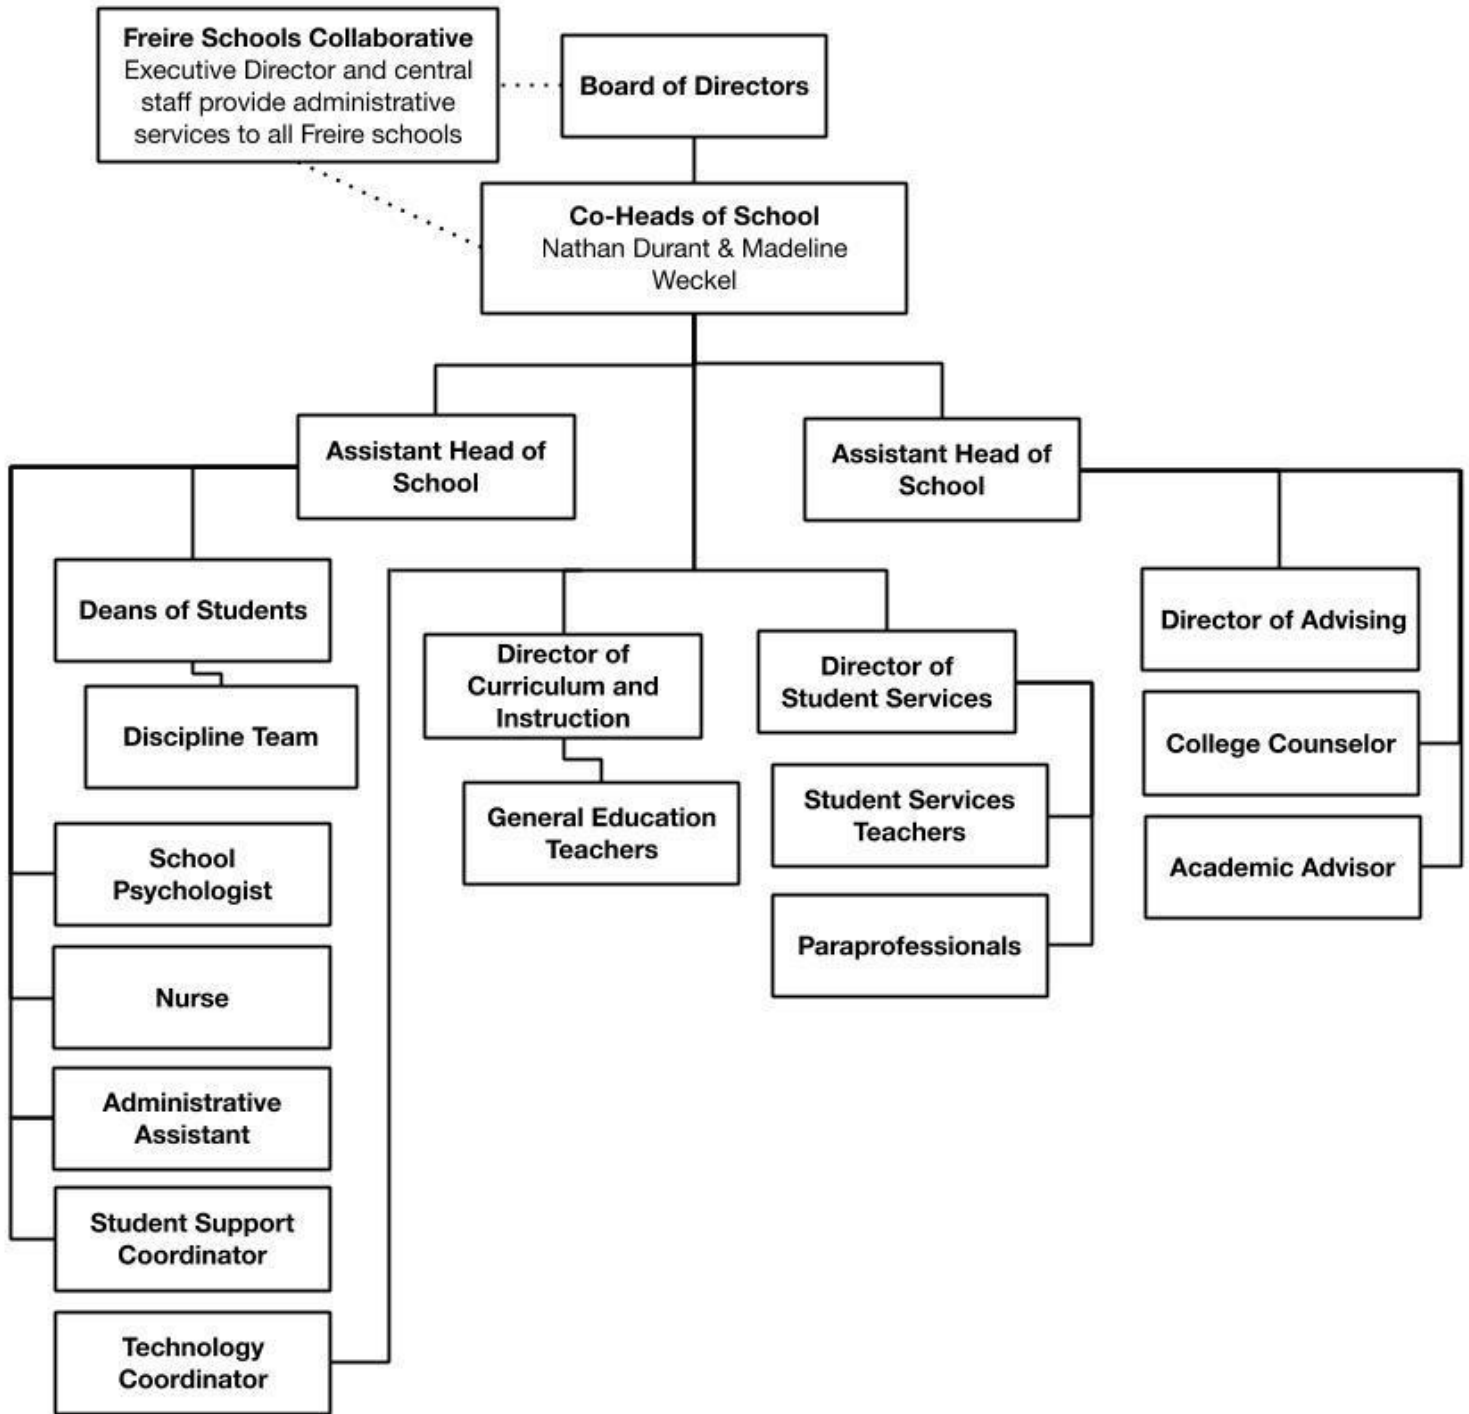 Freire Schools Collaborative
Executive Director and central
staff provide administrative
services to all Freire schools
Board of Directors
Co-Heads of School
Nathan Durant & Madeline
Weckel
Assistant Head of
School
Assistant Head of
School
Deans of Students
Discipline Team
School
Psychologist
Nurse
Administrative
Assistant
Student Support
Coordinator
Technology
Coordinator
Director of
Curriculum and
Instruction
General Education
Teachers
Director of
Student Services
Student Services
Teachers
Paraprofessionals
Director of Advising
College Counselor
Academic Advisor